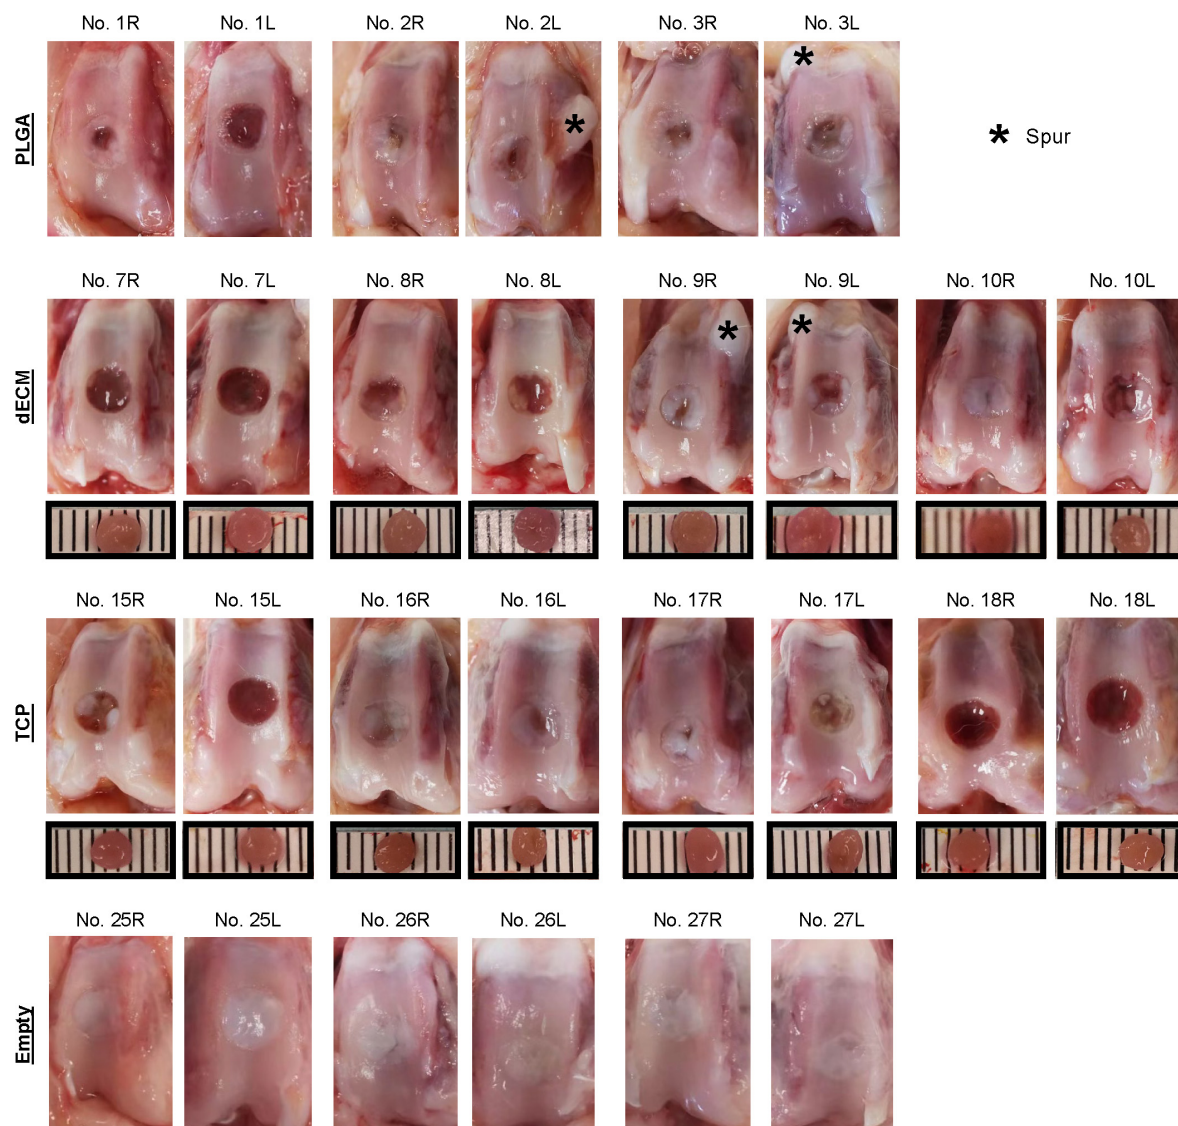 No. 1R No. 1L No. 2R No. 2L No. 3R No. 3L
PLGA
* *
* Spur
No. 7R No. 7L No. 8R No. 8L No. 9R No. 9L No. 10R No. 10L
dECM
* *
No. 15R No. 15L No. 16R No. 16L No. 17R No. 17L No. 18R No. 18L
TCP
No. 25R No. 25L No. 26R No. 26L No. 27R No. 27L
Empty